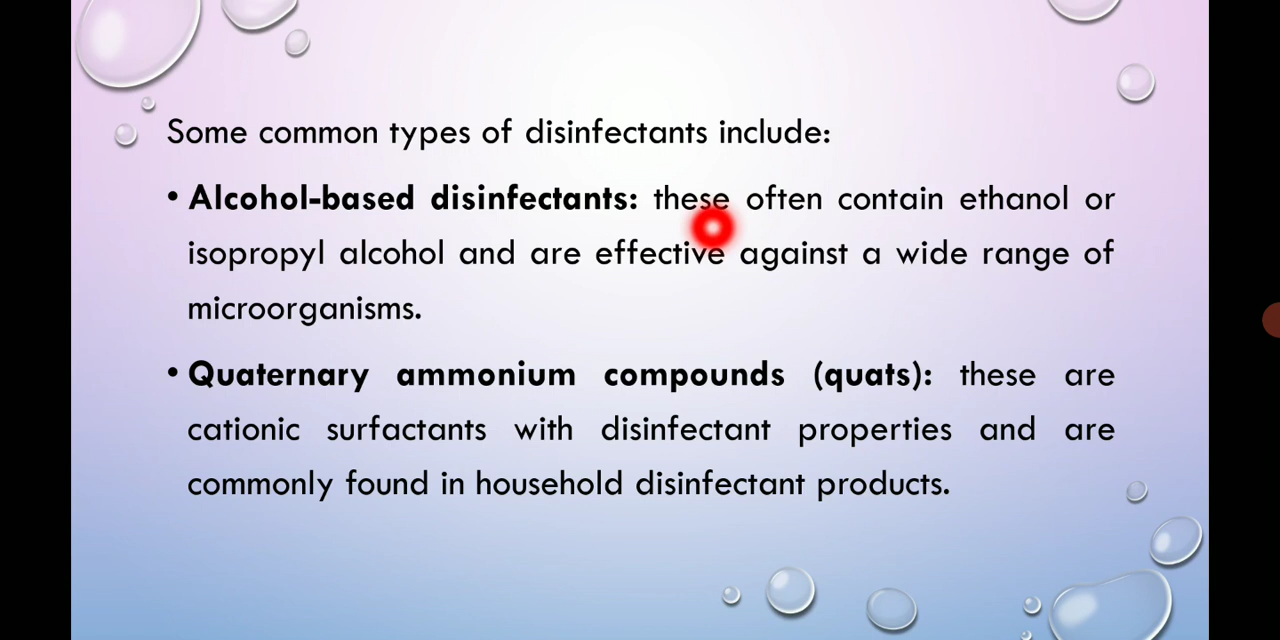 Some common types of disinfectants include:
• Alcohol-based disinfectants: these often contain ethanol or
isopropyl alcohol and are effective against a wide range of
microorganisms.
• Quaternary ammonium compounds (quats): these are
cationic surfactants with disinfectant properties and are
commonly found in household disinfectant products.